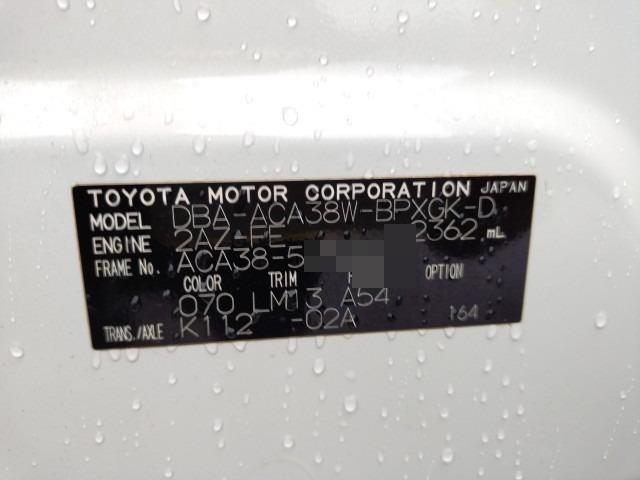 TOYOTA MOTOR CORPORATION JAPAN
MODEL DBA-ACA38W-BPXGK-D
ENGINE 2AZ-FE 2362 mL
FRAME No. ACA38-5
COLOR TRIM OPTION
070 LM13 A54
TRANS./AXLE K112 -02A 164